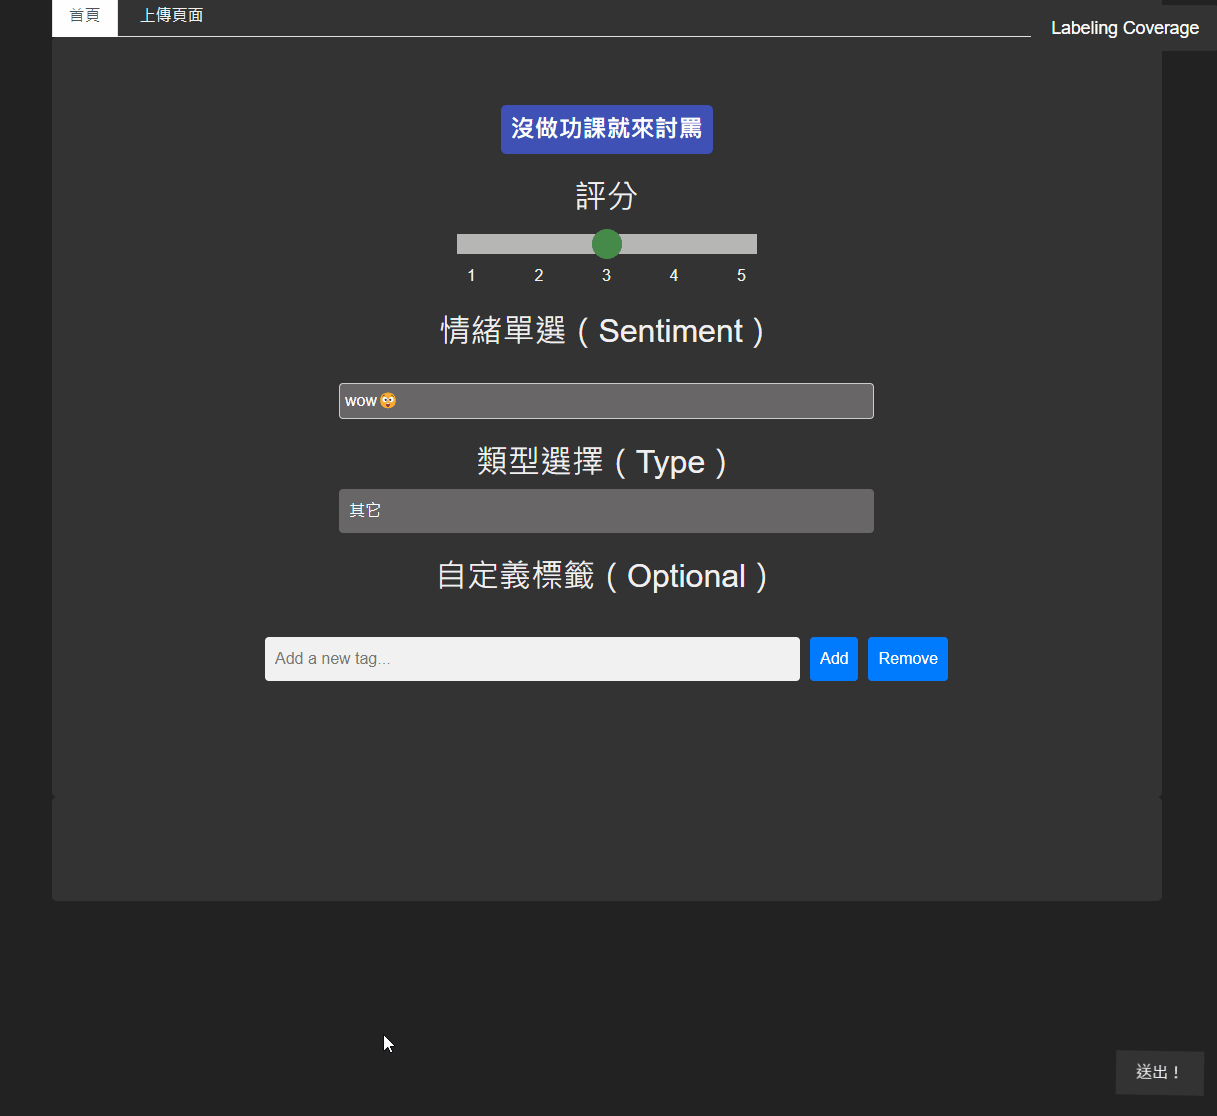 首頁 上傳頁面
Labeling Coverage
沒做功課就來討罵
評分
1 2 3 4 5
情緒單選（Sentiment）
wow😳
類型選擇（Type）
其它
自定義標籤（Optional）
Add a new tag... Add Remove
送出！